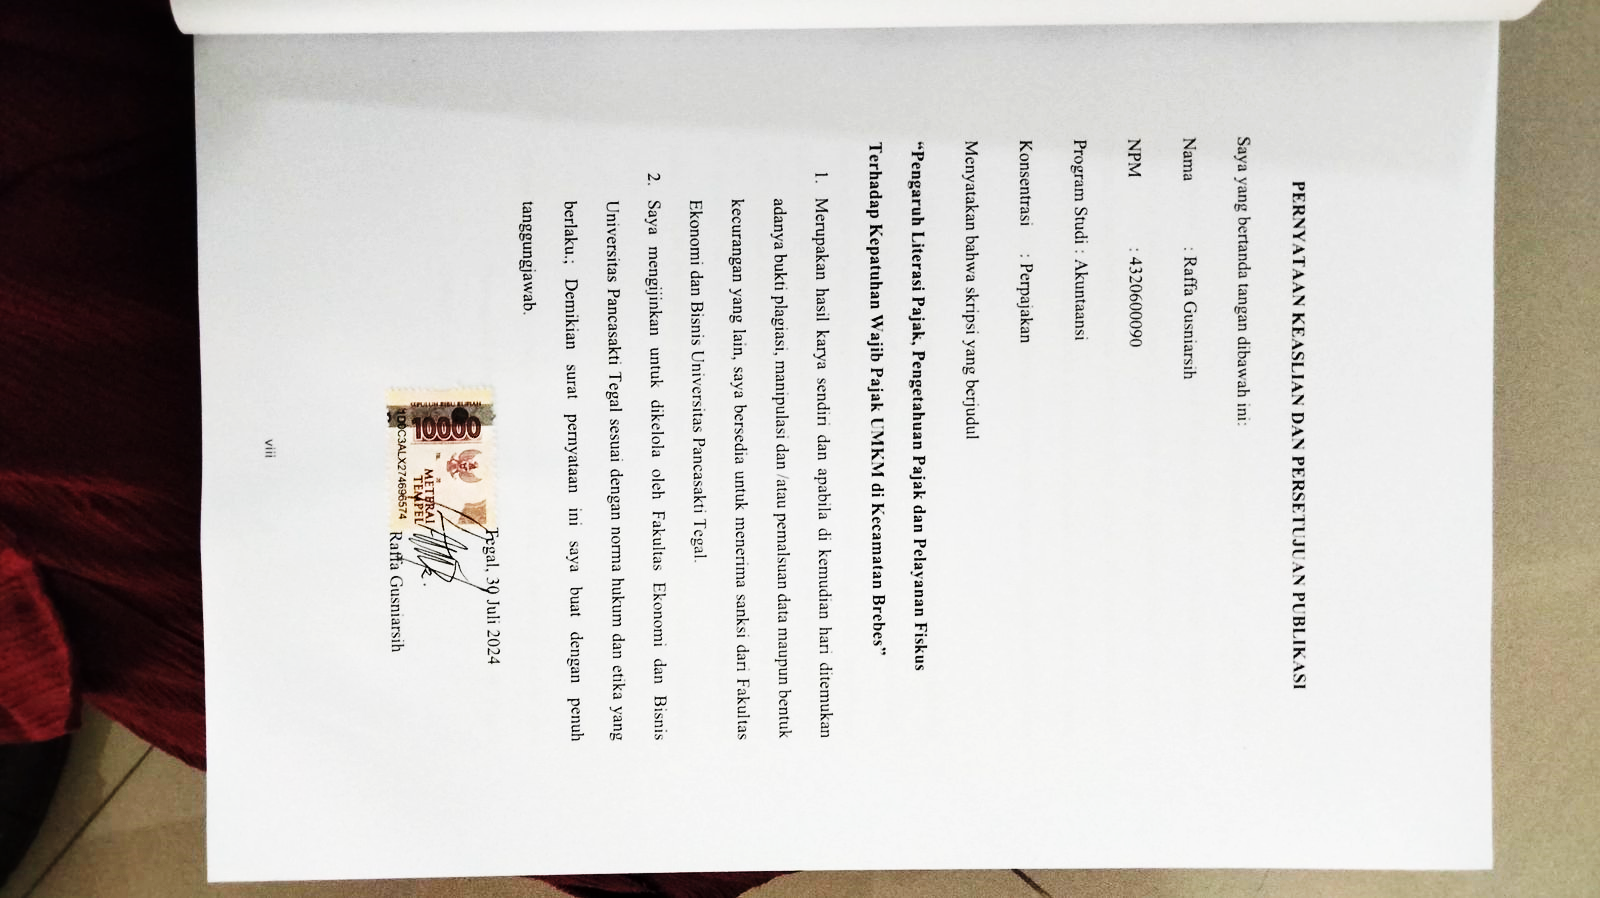 PERNYATAAN KEASLIAN DAN PERSETUJUAN PUBLIKASI
Saya yang bertanda tangan dibawah ini:
Nama : Raffa Gusniarsih
NPM : 4320600090
Program Studi : Akuntaansi
Konsentrasi : Perpajakan
Menyatakan bahwa skripsi yang berjudul
“Pengaruh Literasi Pajak, Pengetahuan Pajak dan Pelayanan Fiskus
Terhadap Kepatuhan Wajib Pajak UMKM di Kecamatan Brebes”
1. Merupakan hasil karya sendiri dan apabila di kemudian hari ditemukan
adanya bukti plagiasi, manipulasi dan /atau pemalsuan data maupun bentuk
kecurangan yang lain, saya bersedia untuk menerima sanksi dari Fakultas
Ekonomi dan Bisnis Universitas Pancasakti Tegal.
2. Saya mengijinkan untuk dikelola oleh Fakultas Ekonomi dan Bisnis
Universitas Pancasakti Tegal sesuai dengan norma hukum dan etika yang
berlaku.; Demikian surat pernyataan ini saya buat dengan penuh
tanggungjawab.
Tegal, 30 Juli 2024
SEPULUH RIBU RUPIAH
10000
METERAI
TEMPEL
1D0C3ALX274696574
Raffa Gusniarsih
viii